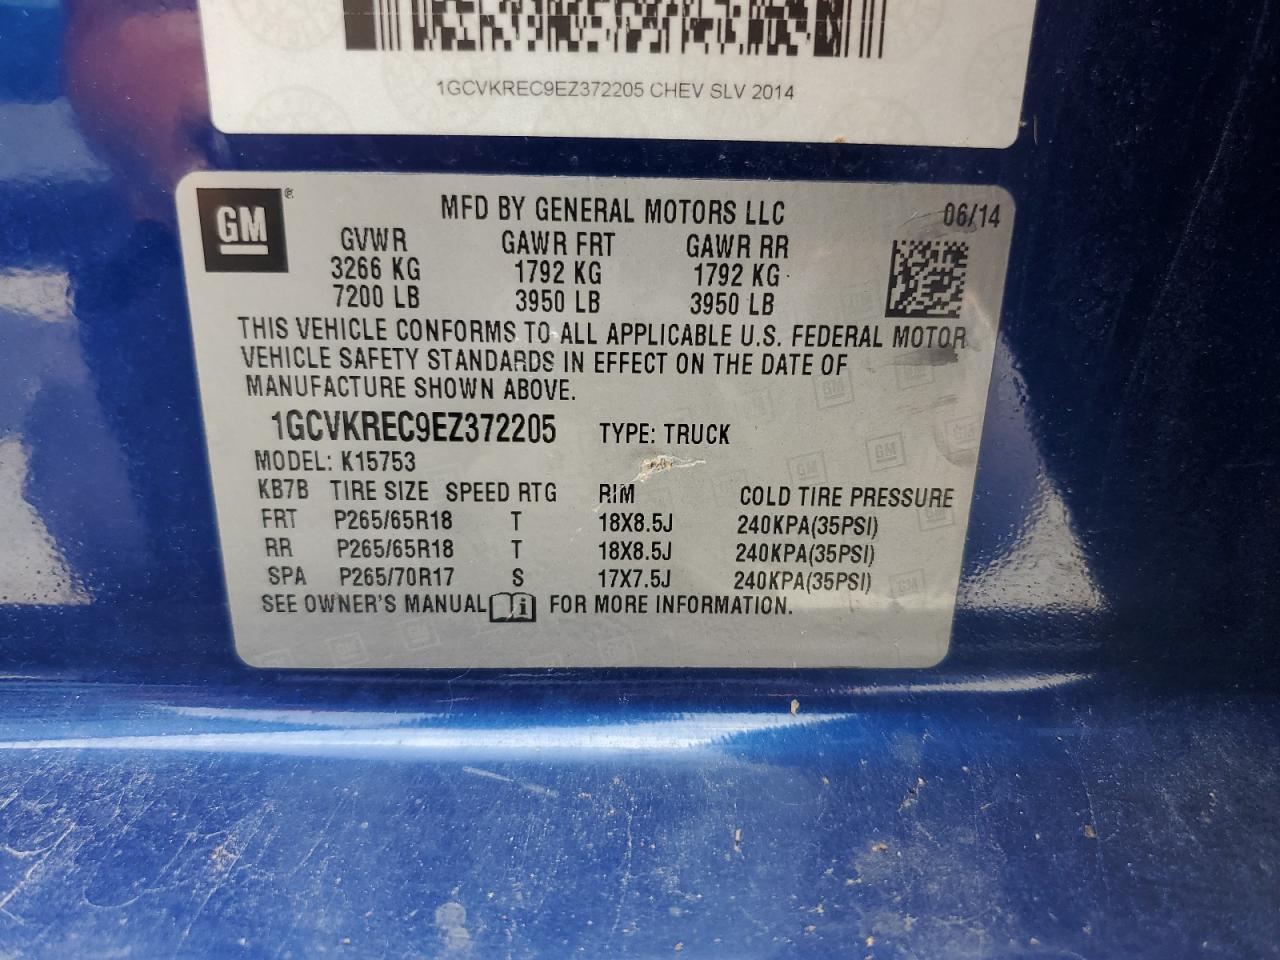 1GCVKREC9EZ372205 CHEV SLV 2014
GM ®
MFD BY GENERAL MOTORS LLC 06/14
GVWR GAWR FRT GAWR RR
3266 KG 1792 KG 1792 KG
7200 LB 3950 LB 3950 LB
THIS VEHICLE CONFORMS TO ALL APPLICABLE U.S. FEDERAL MOTOR
VEHICLE SAFETY STANDARDS IN EFFECT ON THE DATE OF
MANUFACTURE SHOWN ABOVE.
1GCVKREC9EZ372205 TYPE: TRUCK
MODEL: K15753
KB7B TIRE SIZE SPEED RTG RIM COLD TIRE PRESSURE
FRT P265/65R18 T 18X8.5J 240KPA(35PSI)
RR P265/65R18 T 18X8.5J 240KPA(35PSI)
SPA P265/70R17 S 17X7.5J 240KPA(35PSI)
SEE OWNER'S MANUAL i FOR MORE INFORMATION.